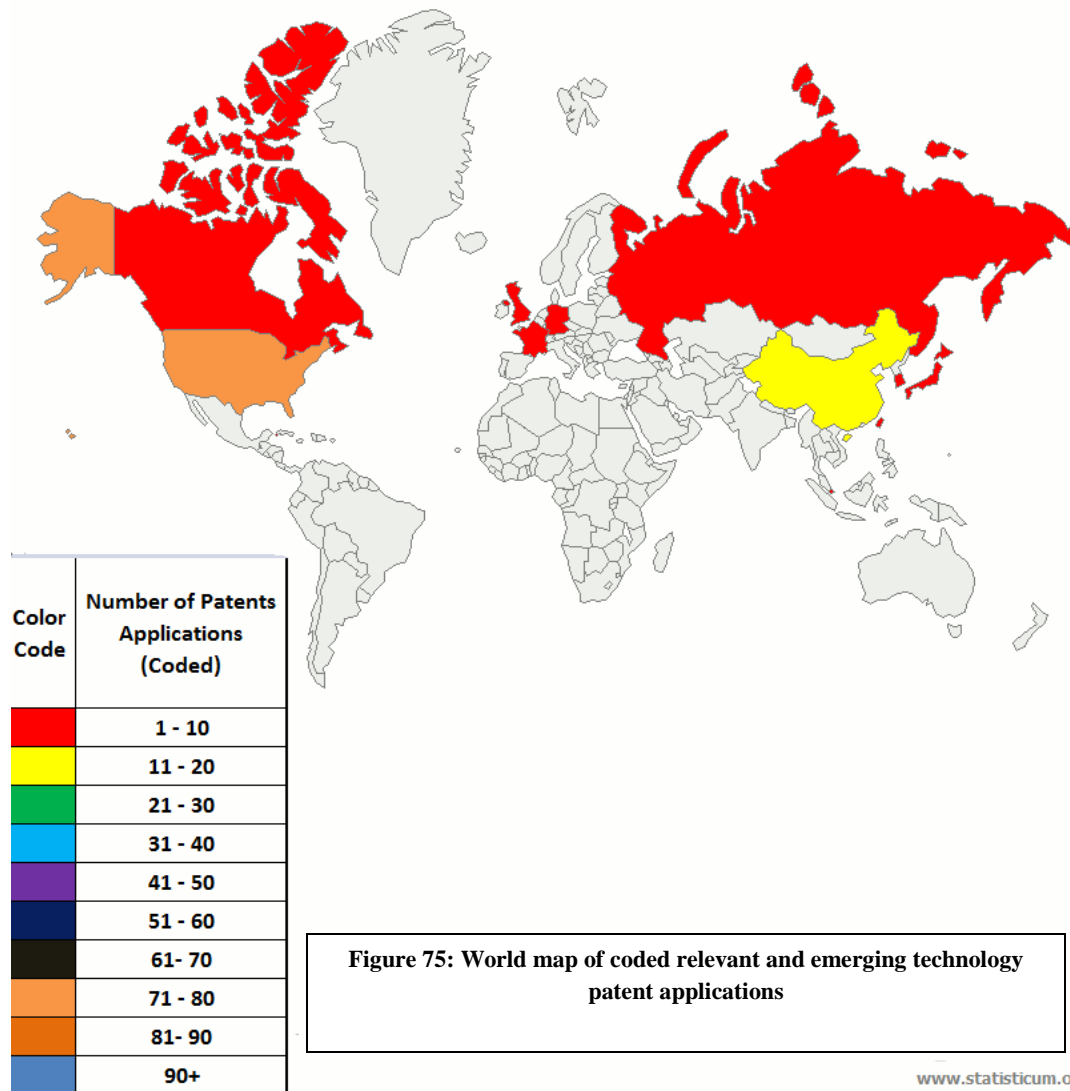 Color Code
Number of Patents Applications (Coded)
1 - 10
11 - 20
21 - 30
31 - 40
41 - 50
51 - 60
61- 70
71 - 80
81- 90
90+
Figure 75: World map of coded relevant and emerging technology
patent applications
www.statisticum.o